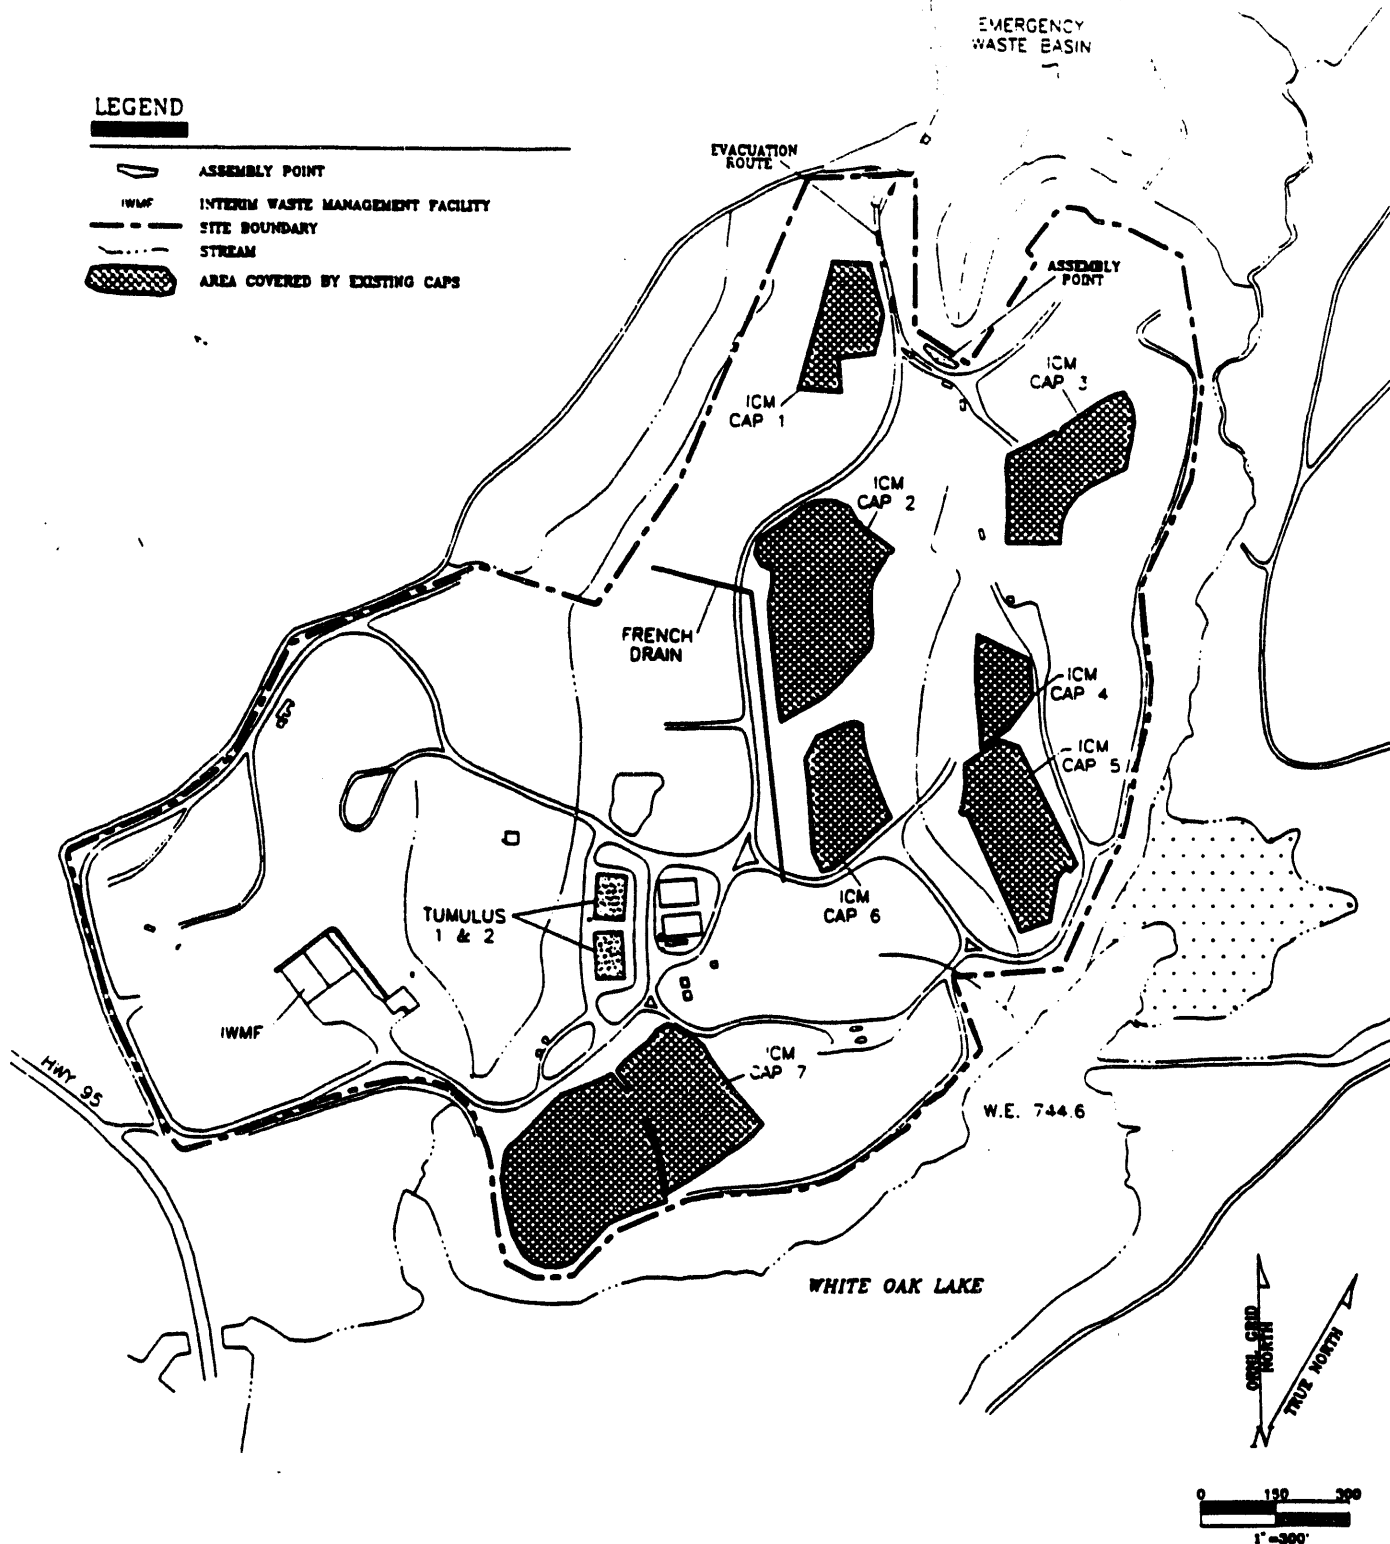 EMERGENCY
WASTE BASIN
LEGEND
ASSEMBLY POINT
IWMF INTERIM WASTE MANAGEMENT FACILITY
SITE BOUNDARY
STREAM
AREA COVERED BY EXISTING CAPS
EVACUATION
ROUTE
ASSEMBLY
POINT
ICM
CAP 1
ICM
CAP 3
ICM
CAP 2
FRENCH
DRAIN
ICM
CAP 4
ICM
CAP 5
ICM
CAP 6
TUMULUS
1 & 2
IWMF
HWY 95
ICM
CAP 7
W.E. 744.6
WHITE OAK LAKE
ORNL GRID
NORTH
TRUE NORTH
0 150 300
1"=300'